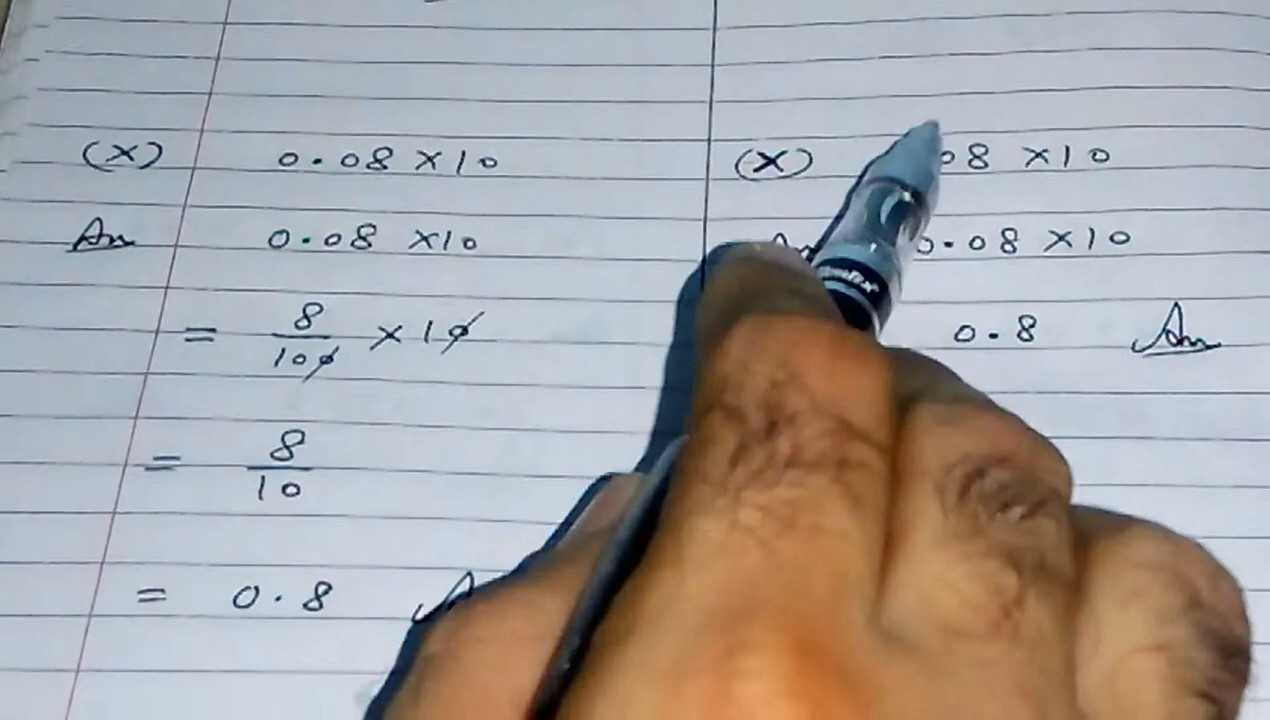 (x) 0.08 ×10
An 0.08 ×10
= 8/100 × 10
= 8/10
= 0.8
(x) 08 ×10
0.08 ×10
0.8 An